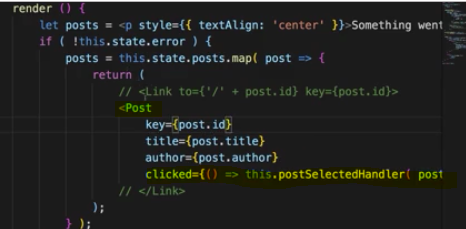 render () {
let posts = <p style={{ textAlign: 'center' }}>Something went
if ( !this.state.error ) {
posts = this.state.posts.map( post => {
return (
// <Link to={'/' + post.id} key={post.id}>
<Post
key={post.id}
title={post.title}
author={post.author}
clicked={() => this.postSelectedHandler( post
// </Link>
);
} );